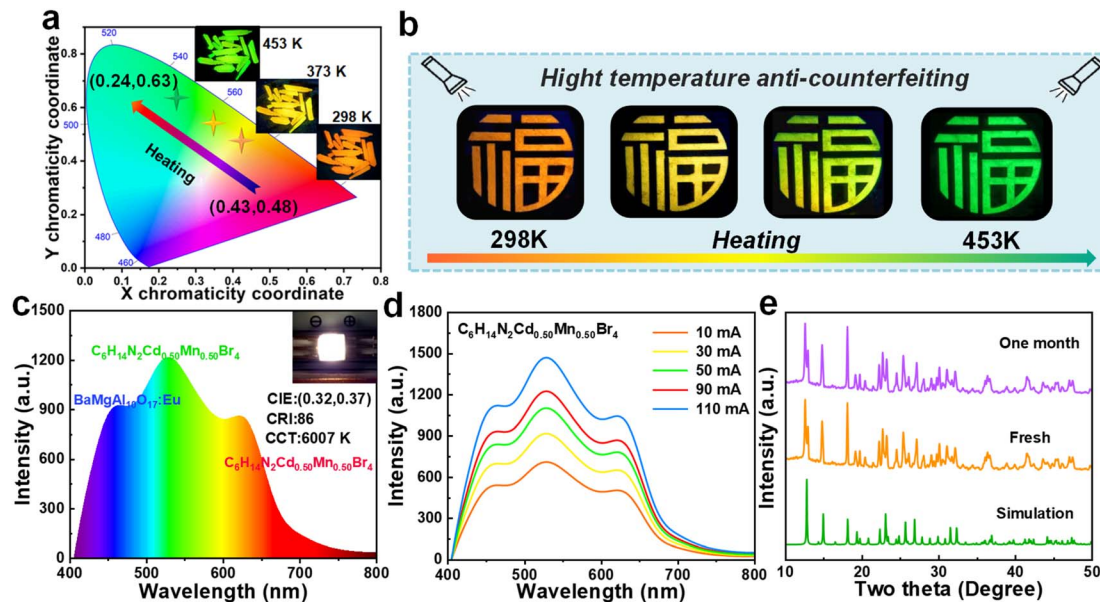 a
Y chromaticity coordinate
0.8
0.6
0.4
0.2
0.0
0.0 0.1 0.2 0.3 0.4 0.5 0.6 0.7 0.8
X chromaticity coordinate
520
540
560
500
480
460
453 K
373 K
298 K
(0.24,0.63)
Heating
(0.43,0.48)
b
Hight temperature anti-counterfeiting
福 福 福 福
298K Heating 453K
c
Intensity (a.u.)
1500
1200
900
600
300
0
400 500 600 700 800
Wavelength (nm)
C6H14N2Cd0.50Mn0.50Br4
BaMgAl10O17:Eu
⊖ ⊕
CIE:(0.32,0.37)
CRI:86
CCT:6007 K
C6H14N2Cd0.50Mn0.50Br4
d
Intensity (a.u.)
1800
1500
1200
900
600
300
0
400 500 600 700 800
Wavelength (nm)
C6H14N2Cd0.50Mn0.50Br4
10 mA
30 mA
50 mA
90 mA
110 mA
e
Intensity (a.u.)
One month
Fresh
Simulation
10 20 30 40 50
Two theta (Degree)